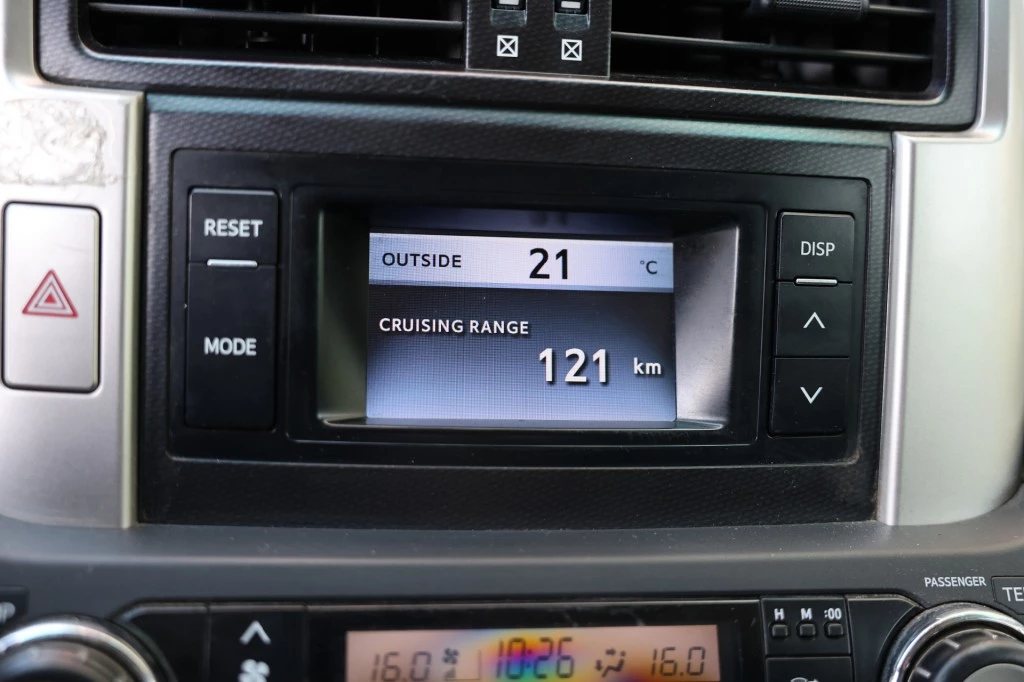 RESET
MODE
OUTSIDE 21 °C
CRUISING RANGE
121 km
DISP
PASSENGER
H M :00
16.0 10:26 16.0